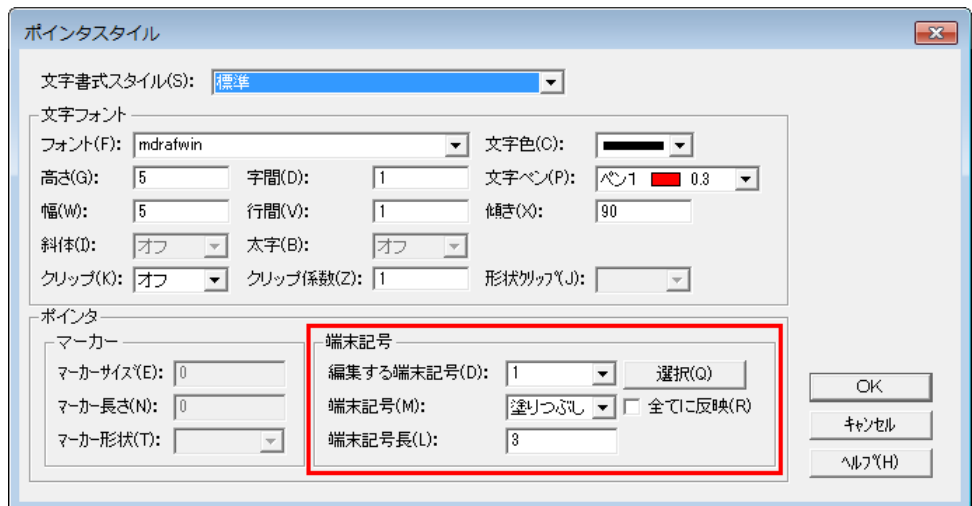 ポインタスタイル
文字書式スタイル(S): 標準
文字フォント
フォント(F): mdrafwin 文字色(C):
高さ(G): 5 字間(D): 1 文字ペン(P): ペン1 0.3
幅(W): 5 行間(V): 1 傾き(X): 90
斜体(I): オフ 太字(B): オフ
クリップ(K): オフ クリップ係数(Z): 1 形状クリップ(J):
ポインタ
マーカー 端末記号
マーカーサイズ(E): 0 編集する端末記号(D): 1 選択(Q)
マーカー長さ(N): 0 端末記号(M): 塗りつぶし 全てに反映(R)
マーカー形状(T): 端末記号長(L): 3
OK
キャンセル
ヘルプ(H)